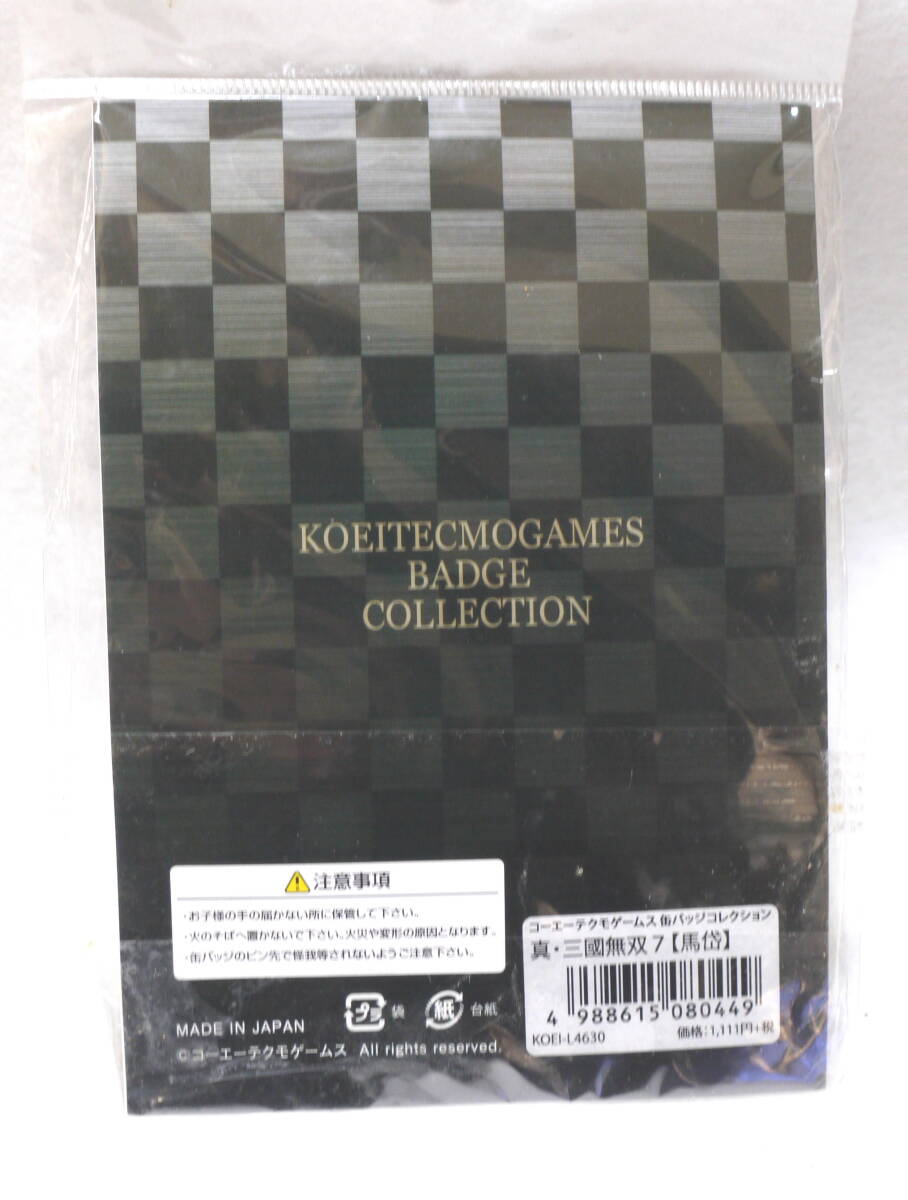 KOEITECMOGAMES
BADGE
COLLECTION
注意事項
・お子様の手の届かない所に保管して下さい。
・火のそばへ置かないで下さい。火災や変形の原因となります。
・缶バッジのピン先で怪我等されないようご注意下さい。
プラ 袋 紙 台紙
MADE IN JAPAN
©コーエーテクモゲームス All rights reserved.
コーエーテクモゲームス 缶バッジコレクション
真・三國無双7【馬岱】
4 988615 080449
KOEI-L4630 価格:1,111円+税